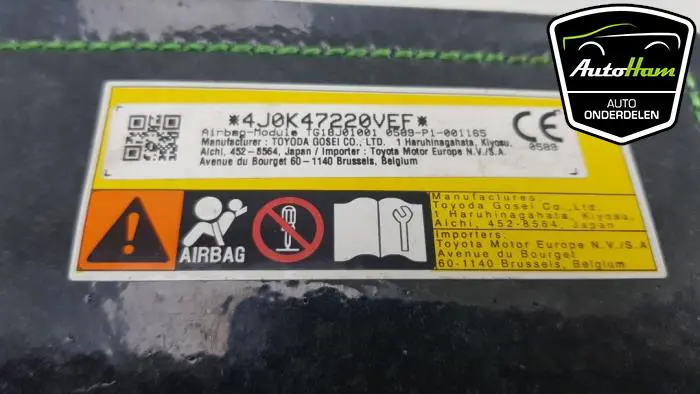 *4J0K47220VEF*
Airbag-Module TG18J01001 0589-P1-001165
Manufacturer : TOYODA GOSEI CO., LTD. 1 Haruhinagahata, Kiyosu,
Aichi, 452-8564, Japan / Importer : Toyota Motor Europe N.V./S.A.
Avenue du Bourget 60-1140 Brussels, Belgium
CE
0589
AIRBAG
Manufactures:
Toyoda Gosei Co.,Ltd.
1 Haruhinagahata, Kiyosu,
Aichi, 452-8564, Japan
Importers:
Toyota Motor Europe N.V./S.A
Avenue du Bourget
60-1140 Brussels, Belgium
AutoHam
AUTO
ONDERDELEN